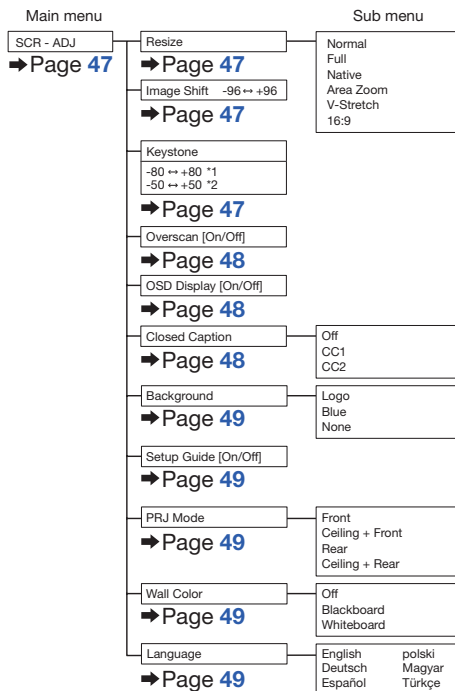 Main menu
Sub menu
SCR - ADJ
➡Page 47
Resize
➡Page 47
Normal
Full
Native
Area Zoom
V-Stretch
16:9
Image Shift -96↔+96
➡Page 47
Keystone
-80 ↔ +80 *1
-50 ↔ +50 *2
➡Page 47
Overscan [On/Off]
➡Page 48
OSD Display [On/Off]
➡Page 48
Closed Caption
➡Page 48
Off
CC1
CC2
Background
➡Page 49
Logo
Blue
None
Setup Guide [On/Off]
➡Page 49
PRJ Mode
➡Page 49
Front
Ceiling + Front
Rear
Ceiling + Rear
Wall Color
➡Page 49
Off
Blackboard
Whiteboard
Language
➡Page 49
English polski
Deutsch Magyar
Español Türkçe